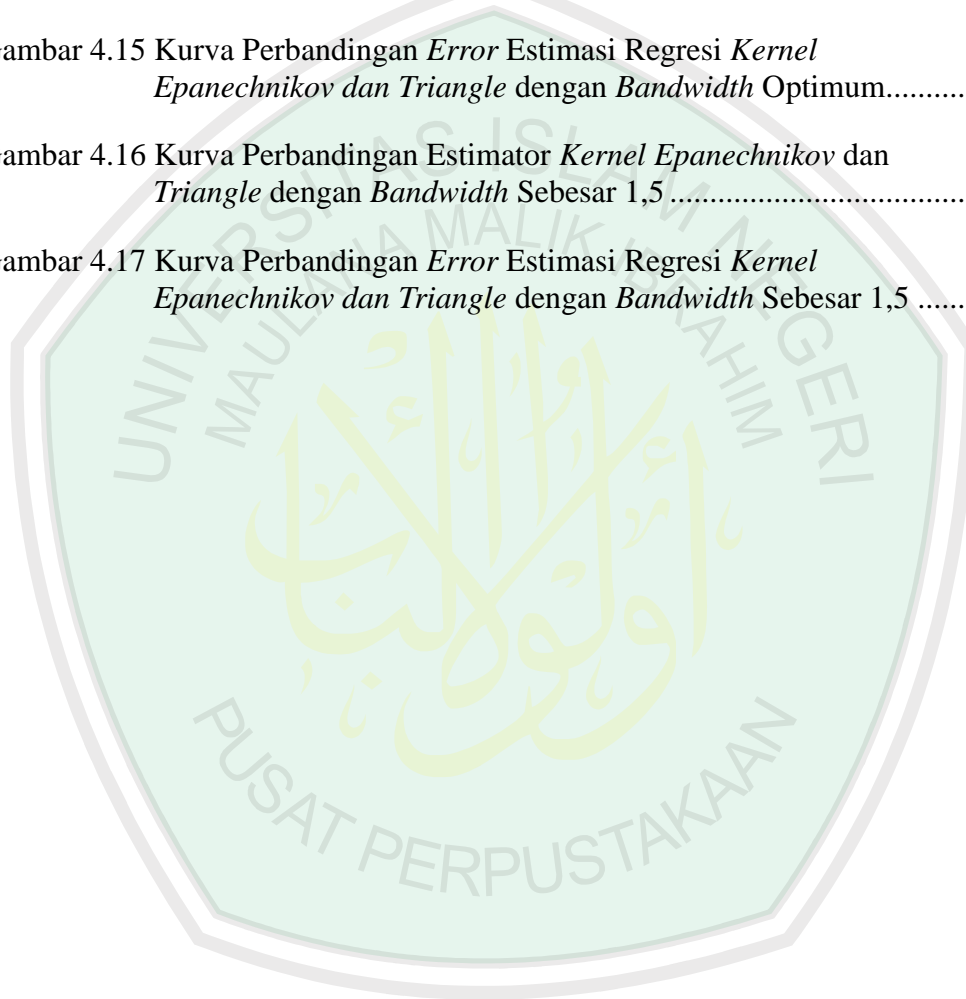 ambar 4.15 Kurva Perbandingan Error Estimasi Regresi Kernel
Epanechnikov dan Triangle dengan Bandwidth Optimum..........
ambar 4.16 Kurva Perbandingan Estimator Kernel Epanechnikov dan
Triangle dengan Bandwidth Sebesar 1,5 ...................................
ambar 4.17 Kurva Perbandingan Error Estimasi Regresi Kernel
Epanechnikov dan Triangle dengan Bandwidth Sebesar 1,5 ......
UNIVERSITAS ISLAM NEGERI
MAULANA MALIK IBRAHIM
PUSAT PERPUSTAKAAN